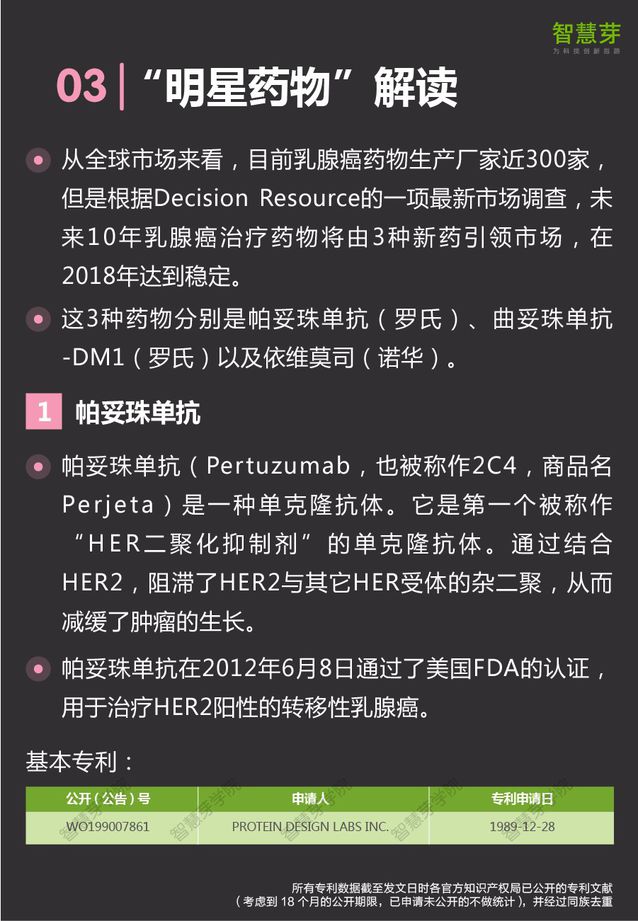 智慧芽
为科技创新当路
03 “明星药物”解读
从全球市场来看，目前乳腺癌药物生产厂家近300家，
但是根据Decision Resource的一项最新市场调查，未
来10年乳腺癌治疗药物将由3种新药引领市场，在
2018年达到稳定。
这3种药物分别是帕妥珠单抗（罗氏）、曲妥珠单抗
-DM1（罗氏）以及依维莫司（诺华）。
1 帕妥珠单抗
帕妥珠单抗（Pertuzumab，也被称作2C4，商品名
Perjeta）是一种单克隆抗体。它是第一个被称作
“HER二聚化抑制剂”的单克隆抗体。通过结合
HER2，阻滞了HER2与其它HER受体的杂二聚，从而
减缓了肿瘤的生长。
帕妥珠单抗在2012年6月8日通过了美国FDA的认证，
用于治疗HER2阳性的转移性乳腺癌。
基本专利：
公开（公告）号 申请人 专利申请日
WO199007861 PROTEIN DESIGN LABS INC. 1989-12-28
智慧芽学院 智慧芽学院 智慧芽学院
所有专利数据截至发文日时各官方知识产权局已公开的专利文献
（考虑到 18 个月的公开期限，已申请未公开的不做统计），并经过同族去重